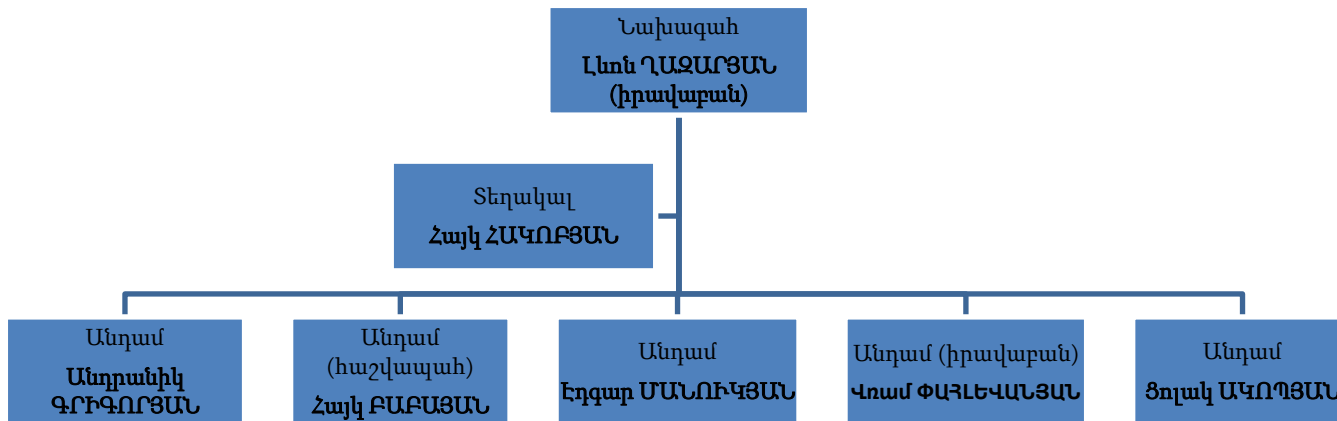 Նախագահ
Լևոն ՂԱԶԱՐՅԱՆ
(իրավաբան)
Տեղակալ
Հայկ ՀԱԿՈԲՅԱՆ
Անդամ
Անդրանիկ
ԳՐԻԳՈՐՅԱՆ
Անդամ
(հաշվապահ)
Հայկ ԲԱԲԱՅԱՆ
Անդամ
Էդգար ՄԱՆՈՒԿՅԱՆ
Անդամ (իրավաբան)
Վռամ ՓԱՀԼԵՎԱՆՅԱՆ
Անդամ
Ցոլակ ԱԿՈՊՅԱՆ